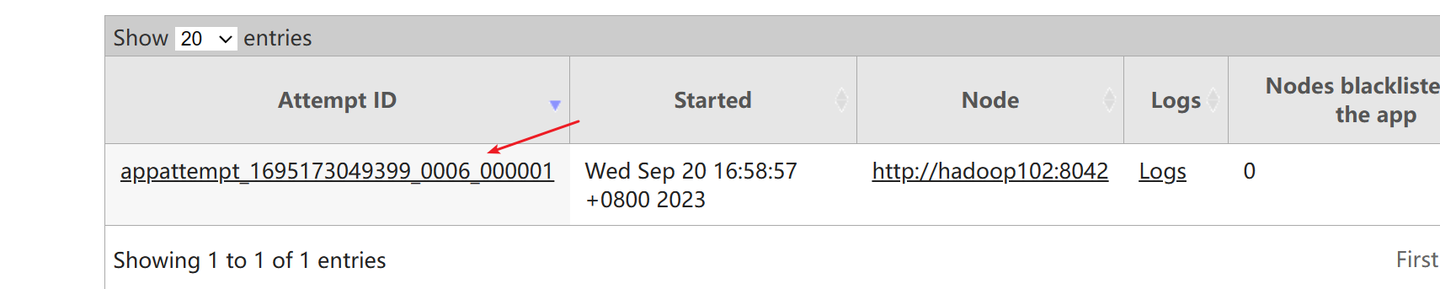 Show 20 entries
Attempt ID Started Node Logs Nodes 
the app
appattempt_1695173049399_0006_000001 Wed Sep 20 16:58:57 http://hadoop102:8042 Logs 0
+0800 2023
Showing 1 to 1 of 1 entries First